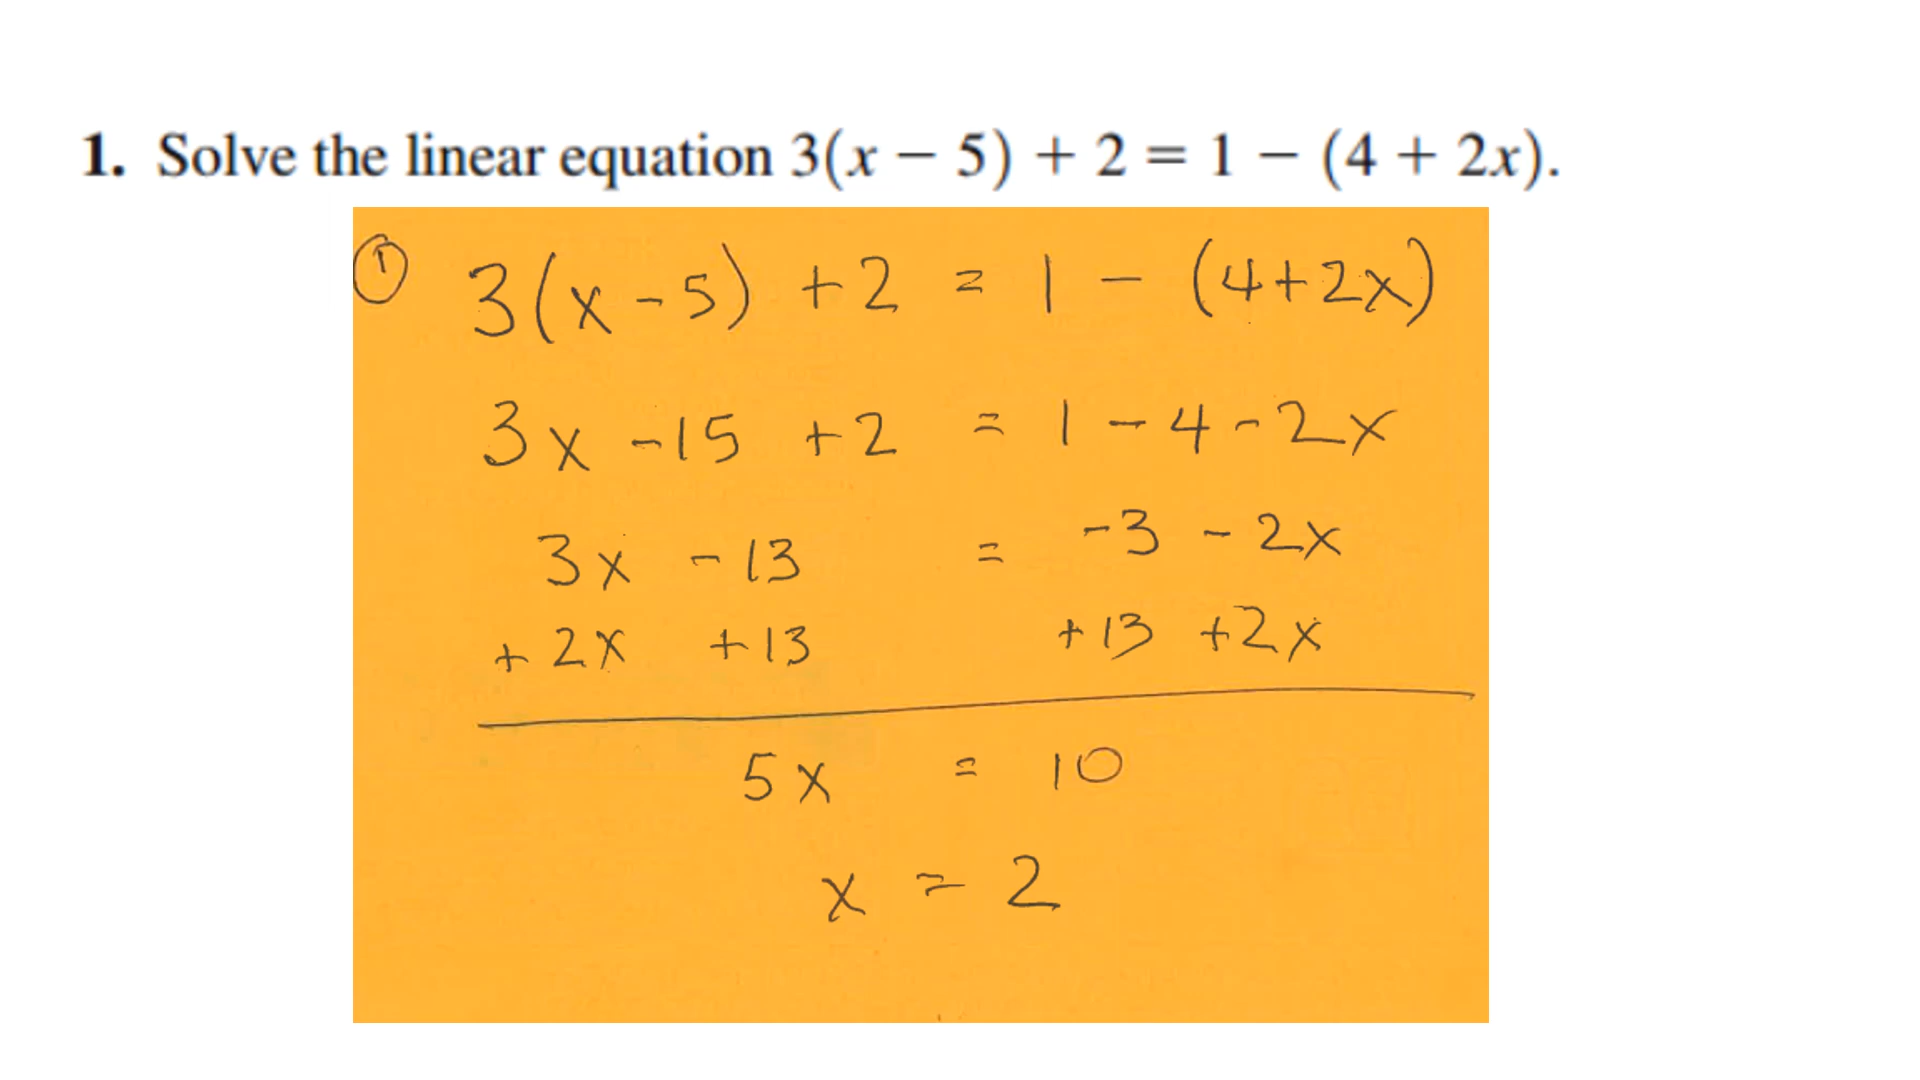 1. Solve the linear equation 3(x − 5) + 2 = 1 − (4 + 2x).
① 3(x-5) +2 = 1 - (4+2x)
3x -15 +2 = 1 - 4 - 2x
3x - 13 = -3 - 2x
+ 2x +13 +13 +2x
5x = 10
x = 2